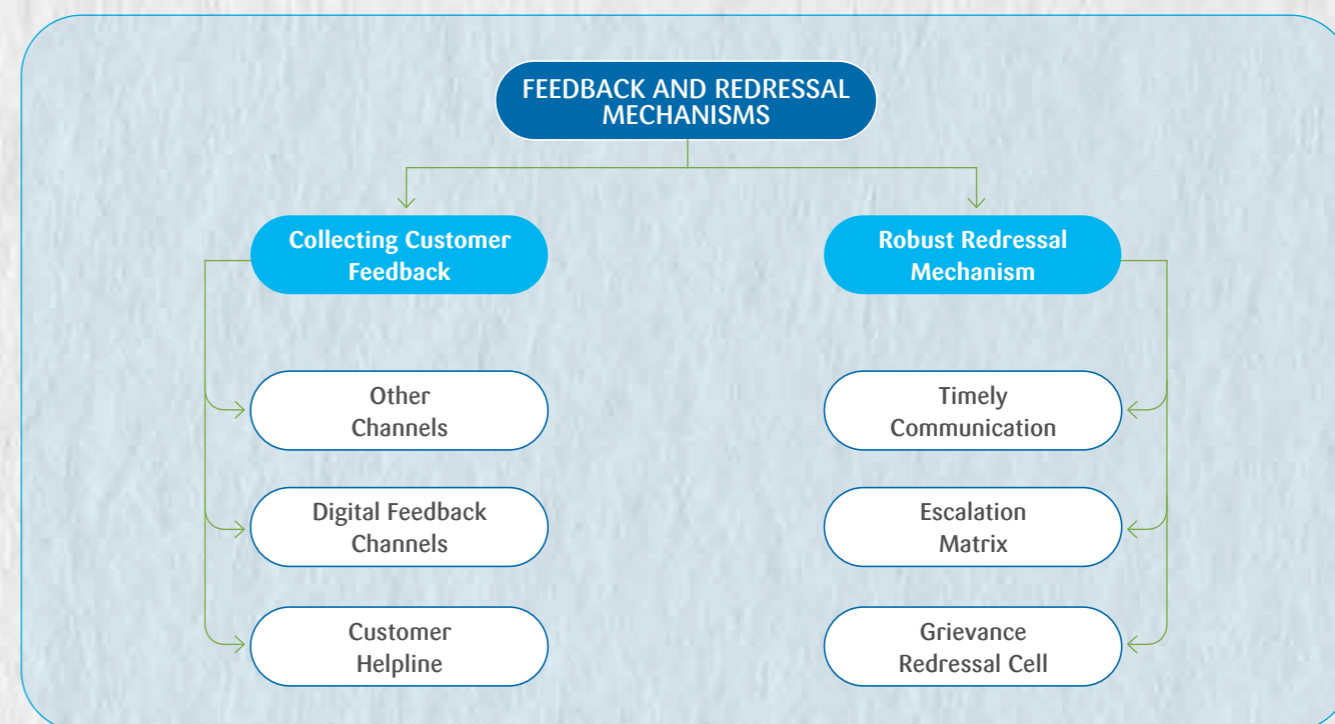 FEEDBACK AND REDRESSAL
MECHANISMS
Collecting Customer
Feedback
Robust Redressal
Mechanism
Other
Channels
Timely
Communication
Digital Feedback
Channels
Escalation
Matrix
Customer
Helpline
Grievance
Redressal Cell